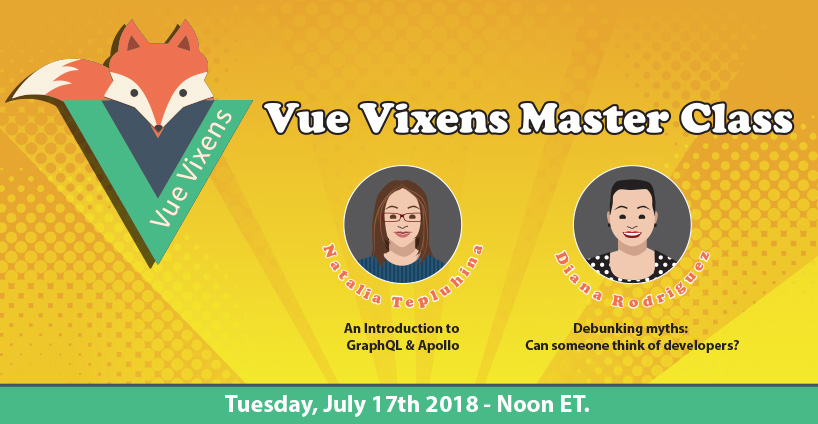 Vue Vixens
Vue Vixens Master Class
Natalia Tepluhina
Diana Rodriguez
An Introduction to
GraphQL & Apollo
Debunking myths:
Can someone think of developers?
Tuesday, July 17th 2018 - Noon ET.